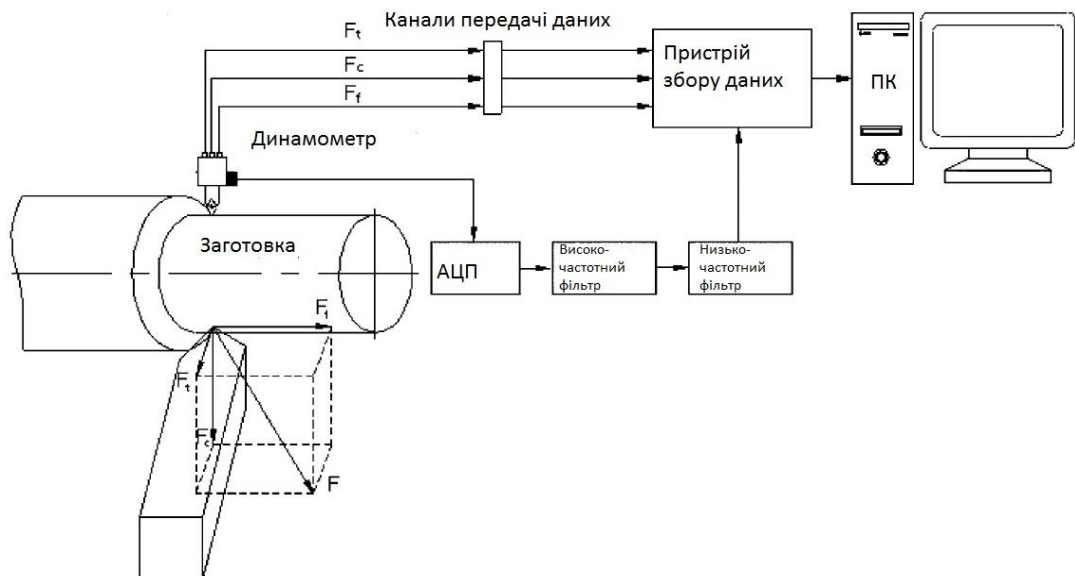 Канали передачі даних
Ft
Fc
Ff
Пристрій
збору даних
ПК
Динамометр
Заготовка
АЦП
Високо-
частотний
фільтр
Низько-
частотний
фільтр
Ff
Ft
Fc
F